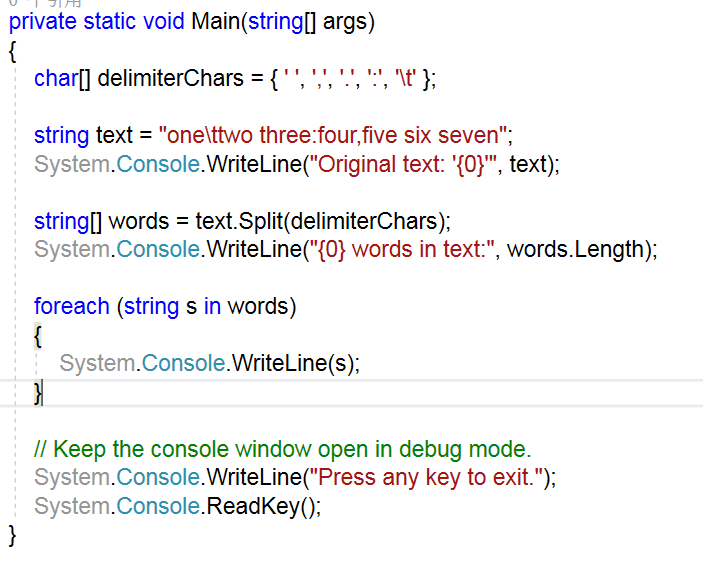 0 个引用
private static void Main(string[] args)
{
char[] delimiterChars = { ' ', ',', '.', ':', '\t' };
string text = "one\ttwo three:four,five six seven";
System.Console.WriteLine("Original text: '{0}'", text);
string[] words = text.Split(delimiterChars);
System.Console.WriteLine("{0} words in text:", words.Length);
foreach (string s in words)
{
System.Console.WriteLine(s);
}
// Keep the console window open in debug mode.
System.Console.WriteLine("Press any key to exit.");
System.Console.ReadKey();
}